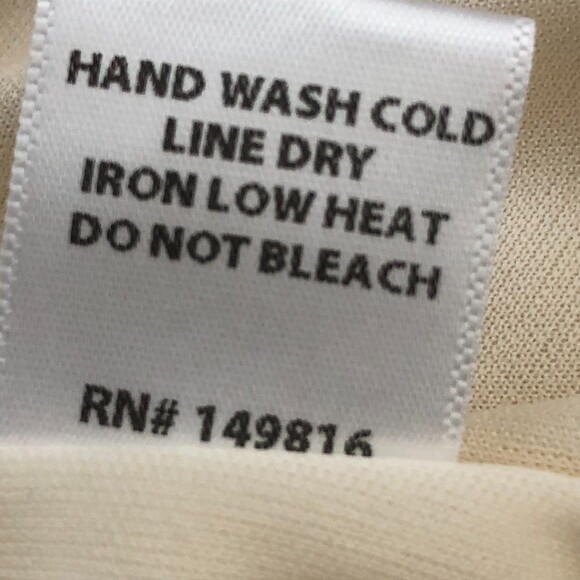 HAND WASH COLD
LINE DRY
IRON LOW HEAT
DO NOT BLEACH
RN# 149816